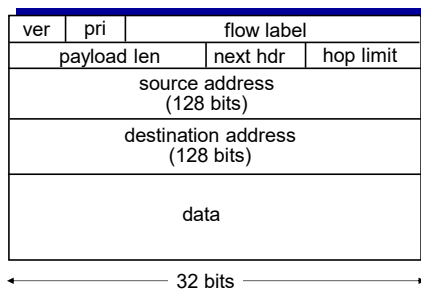 ver pri flow label
payload len next hdr hop limit
source address
(128 bits)
destination address
(128 bits)
data
32 bits